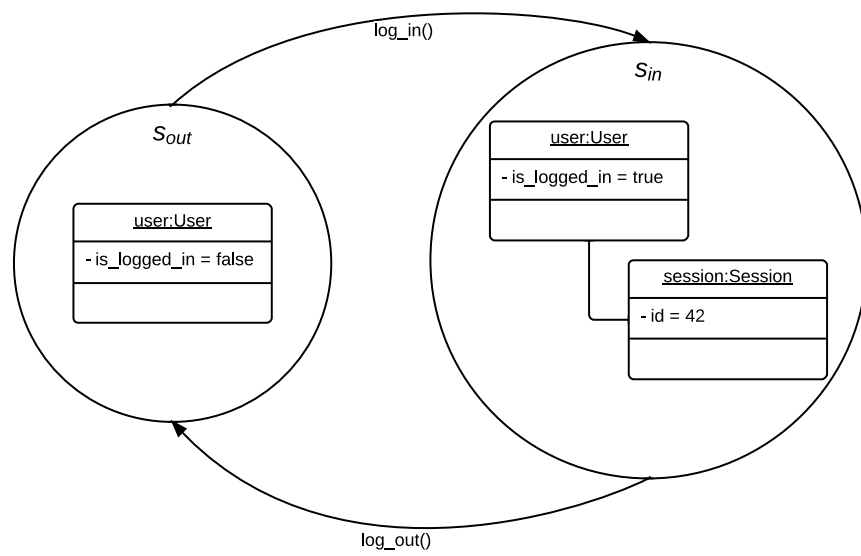 log_in()
s_out
user:User
- is_logged_in = false
s_in
user:User
- is_logged_in = true
session:Session
- id = 42
log_out()